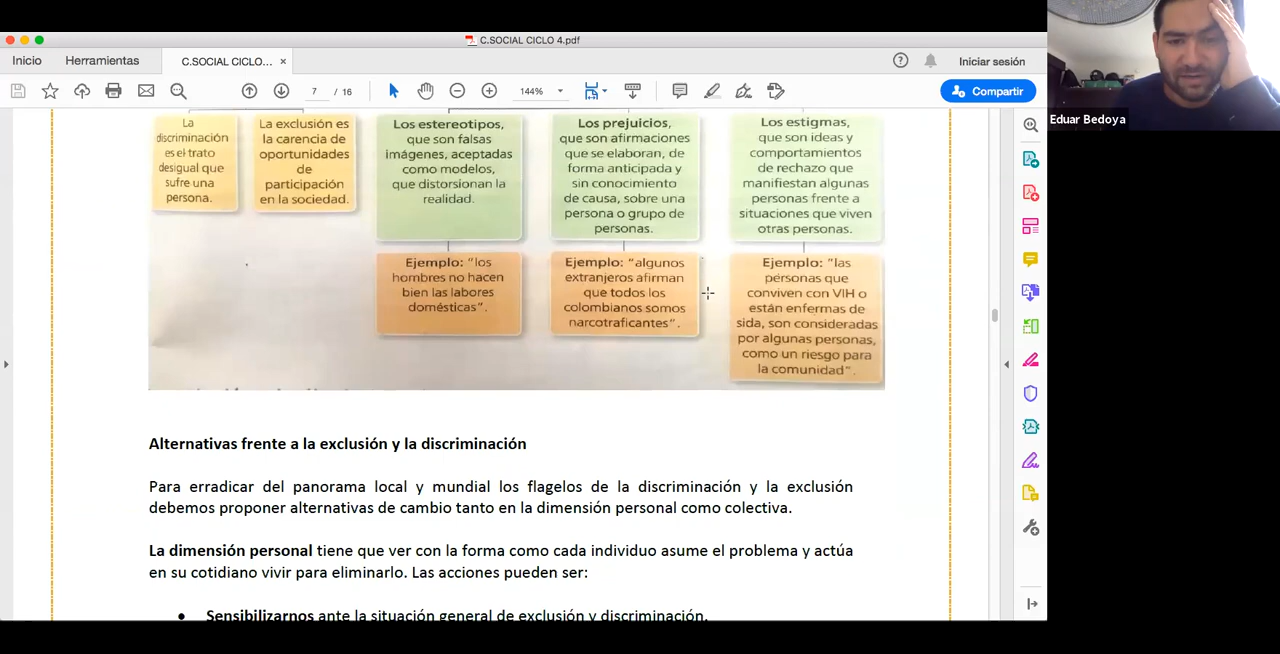 C.SOCIAL CICLO 4.pdf
Inicio
Herramientas
C.SOCIAL CICLO...
Iniciar sesión
7 / 16
144%
Compartir
Eduar Bedoya
La
discriminación
es el trato
desigual que
sufre una
persona.
La exclusión es
la carencia de
oportunidades
de
participación
en la sociedad.
Los estereotipos,
que son falsas
imágenes, aceptadas
como modelos,
que distorsionan la
realidad.
Los prejuicios,
que son afirmaciones
que se elaboran, de
forma anticipada y
sin conocimiento
de causa, sobre una
persona o grupo de
personas.
Los estigmas,
que son ideas y
comportamientos
de rechazo que
manifiestan algunas
personas frente a
situaciones que viven
otras personas.
Ejemplo: “los
hombres no hacen
bien las labores
domésticas”.
Ejemplo: “algunos
extranjeros afirman
que todos los
colombianos somos
narcotraficantes”.
Ejemplo: “las
personas que
conviven con VIH o
están enfermas de
sida, son consideradas
por algunas personas,
como un riesgo para
la comunidad”.
Alternativas frente a la exclusión y la discriminación
Para erradicar del panorama local y mundial los flagelos de la discriminación y la exclusión
debemos proponer alternativas de cambio tanto en la dimensión personal como colectiva.
La dimensión personal tiene que ver con la forma como cada individuo asume el problema y actúa
en su cotidiano vivir para eliminarlo. Las acciones pueden ser:
• Sensibilizarnos ante la situación general de exclusión y discriminación.